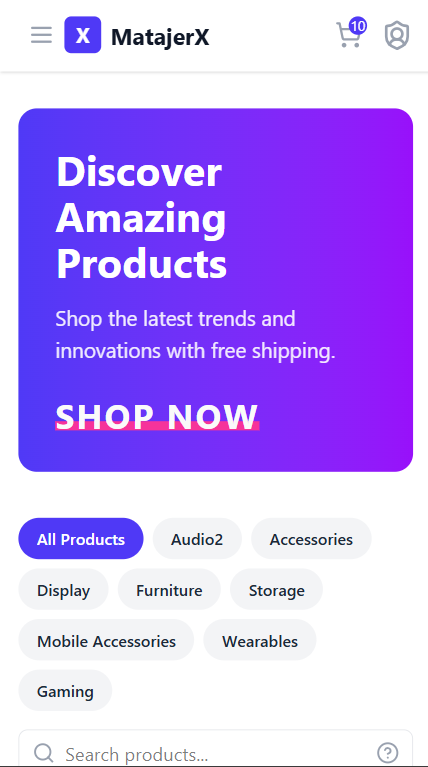 X MatajerX 10
Discover
Amazing
Products
Shop the latest trends and
innovations with free shipping.
SHOP NOW
All Products Audio2 Accessories
Display Furniture Storage
Mobile Accessories Wearables
Gaming
Search products... ?